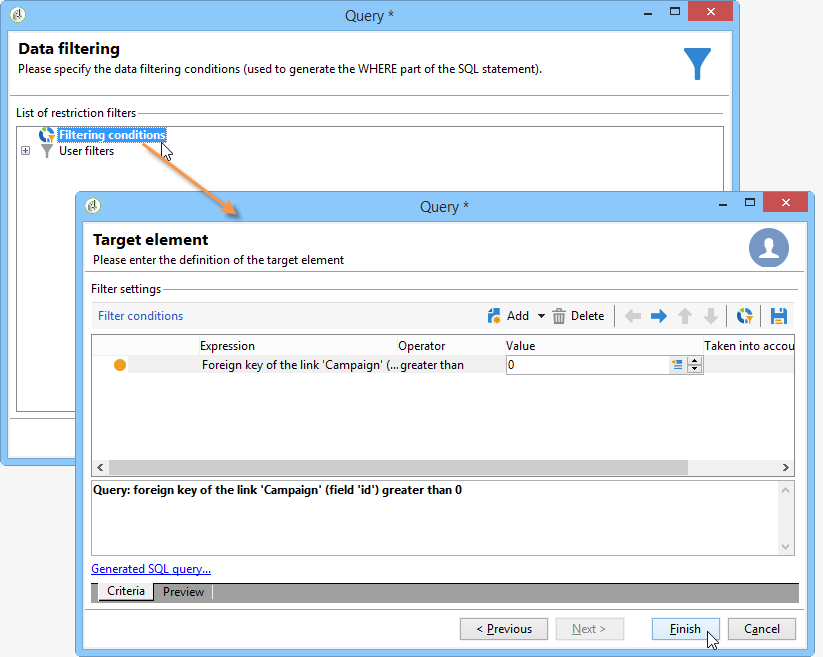 Query *
Data filtering
Please specify the data filtering conditions (used to generate the WHERE part of the SQL statement).
List of restriction filters
Filtering conditions
User filters
Query *
Target element
Please enter the definition of the target element
Filter settings
Filter conditions Add Delete
Expression Operator Value Taken into accou
Foreign key of the link 'Campaign' (... greater than 0
Query: foreign key of the link 'Campaign' (field 'id') greater than 0
Generated SQL query...
Criteria Preview
< Previous Next > Finish Cancel